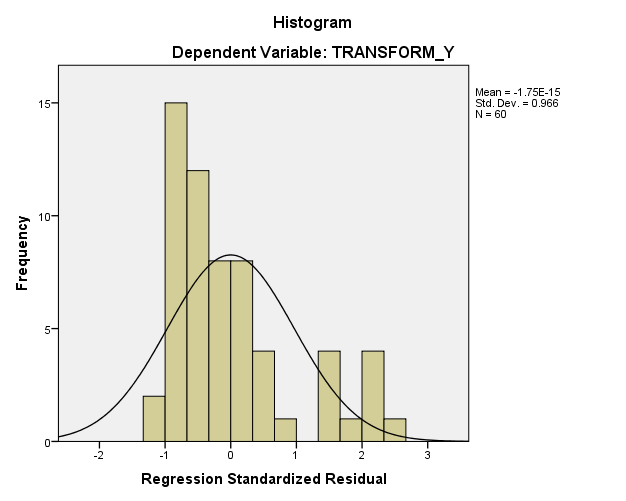 Histogram
Dependent Variable: TRANSFORM_Y
Mean = -1.75E-15
Std. Dev. = 0.966
N = 60
Frequency
15
10
5
0
-2 -1 0 1 2 3
Regression Standardized Residual